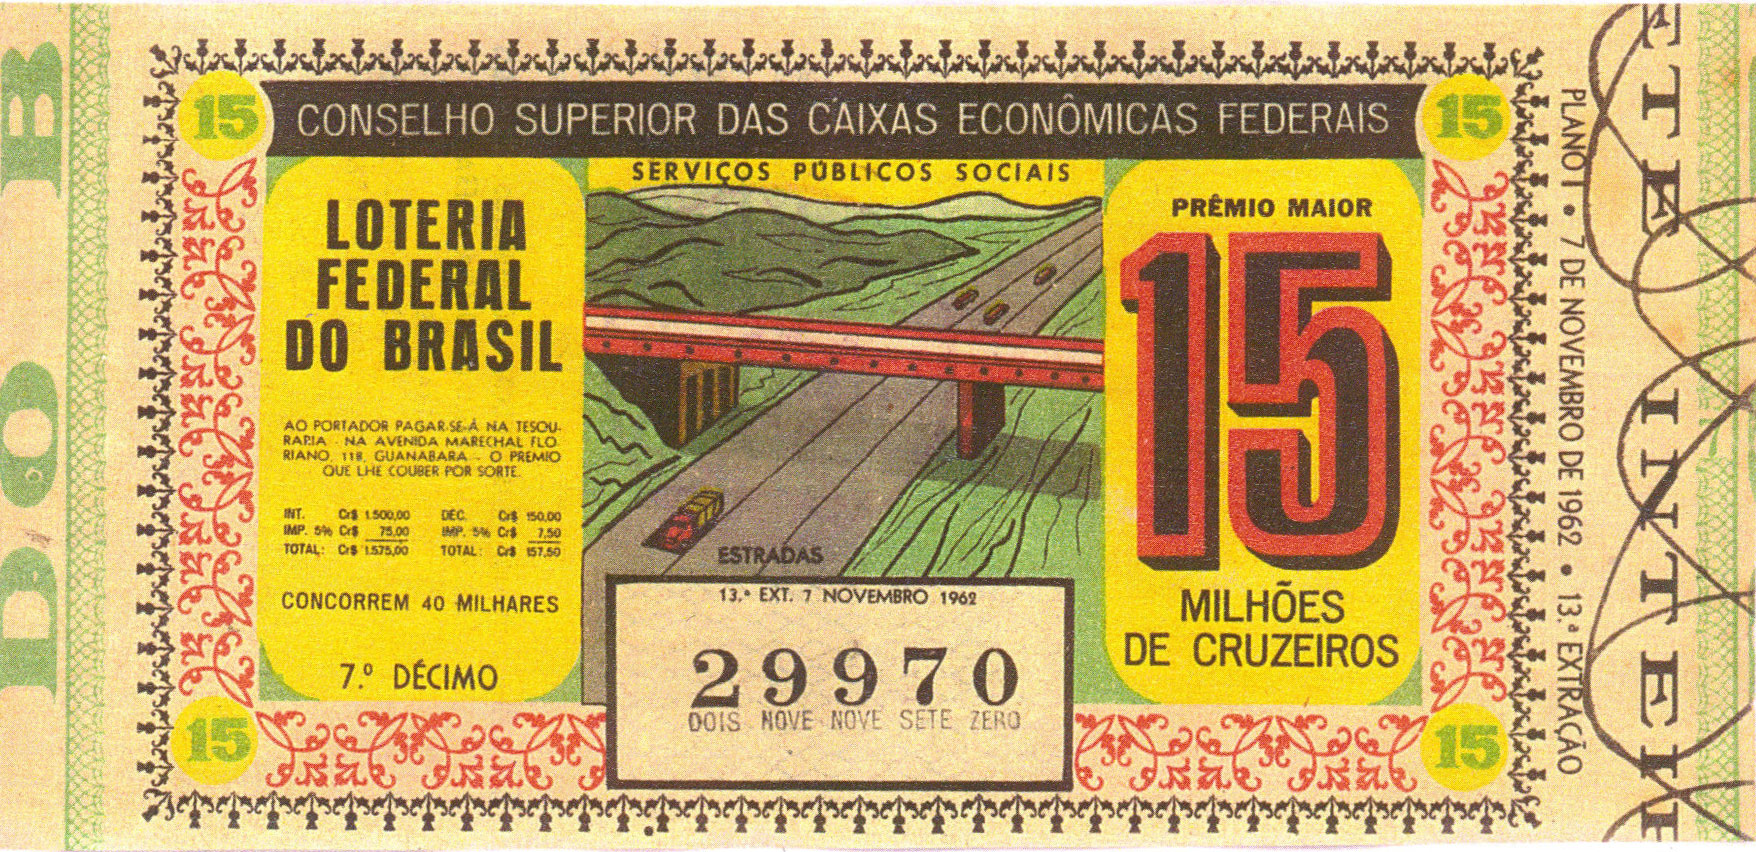 DO B
15
CONSELHO SUPERIOR DAS CAIXAS ECONÔMICAS FEDERAIS
15
SERVIÇOS PÚBLICOS SOCIAIS
LOTERIA
FEDERAL
DO BRASIL
AO PORTADOR PAGAR-SE-Á NA TESOU-
RARIA - NA AVENIDA MARECHAL FLO-
RIANO, 118, GUANABARA - O PREMIO
QUE LHE COUBER POR SORTE.
INT. Cr$ 1.500,00 DÉC. Cr$ 150,00
IMP. 5% Cr$ 75,00 IMP. 5% Cr$ 7,50
TOTAL: Cr$ 1.575,00 TOTAL: Cr$ 157,50
CONCORREM 40 MILHARES
7.º DÉCIMO
ESTRADAS
13.ª EXT. 7 NOVEMBRO 1962
29970
DOIS NOVE NOVE SETE ZERO
PRÊMIO MAIOR
15
MILHÕES
DE CRUZEIROS
15
15
PLANO I • 7 DE NOVEMBRO DE 1962 • 13.ª EXTRAÇÃO
ETE INTEI